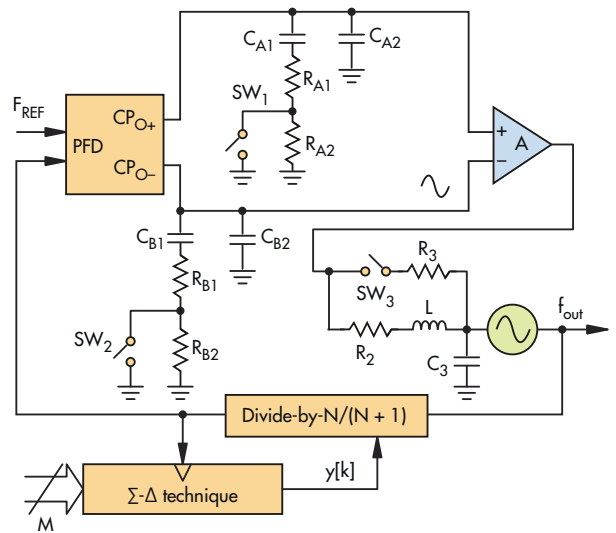 C_A1
C_A2
R_A1
SW_1
F_REF
CP_O+
PFD
R_A2
CP_O–
+
A
–
C_B1
C_B2
R_B1
R_3
SW_3
f_out
L
R_2
C_3
SW_2
R_B2
Divide-by-N/(N + 1)
y[k]
Σ-Δ technique
M